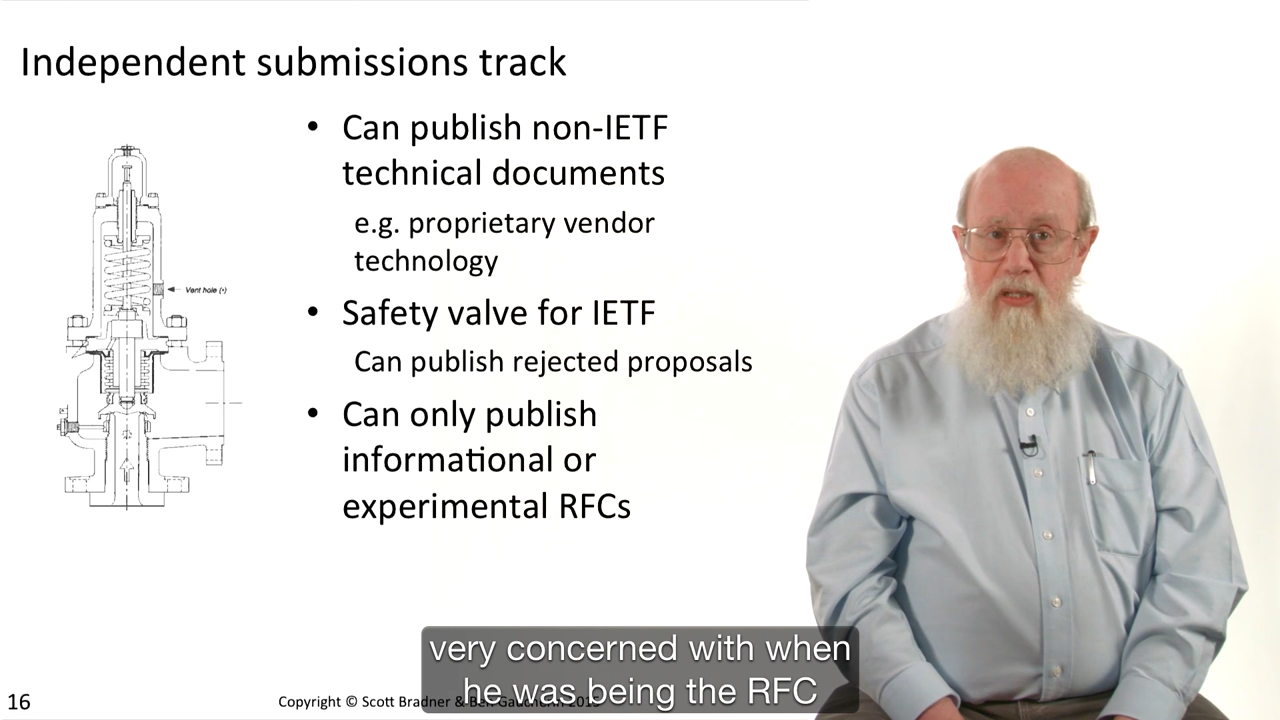 Independent submissions track
• Can publish non-IETF
technical documents
e.g. proprietary vendor
technology
Vent hole (•)
• Safety valve for IETF
Can publish rejected proposals
• Can only publish
informational or
experimental RFCs
very concerned with when
he was being the RFC
16
Copyright © Scott Bradner &